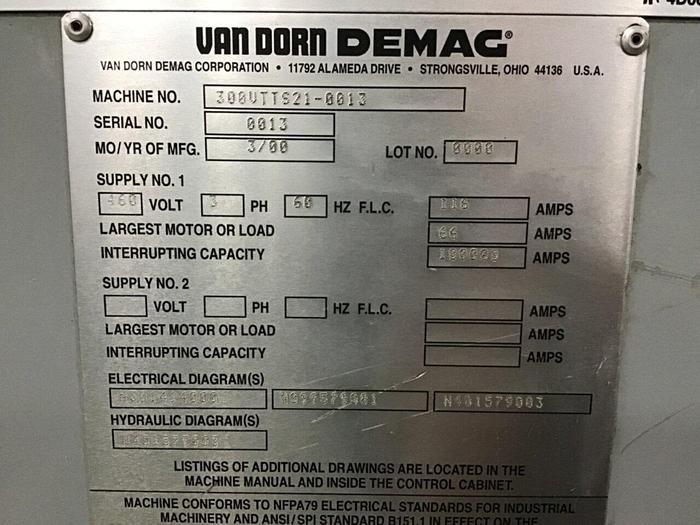 VAN DORN DEMAG®
VAN DORN DEMAG CORPORATION • 11792 ALAMEDA DRIVE • STRONGSVILLE, OHIO 44136 U.S.A.
MACHINE NO. 300VTTS21-0013
SERIAL NO. 0013
MO/YR OF MFG. 3/00 LOT NO. 0000
SUPPLY NO. 1
460 VOLT 3 PH 60 HZ F.L.C. 116 AMPS
LARGEST MOTOR OR LOAD 66 AMPS
INTERRUPTING CAPACITY 100000 AMPS
SUPPLY NO. 2
VOLT PH HZ F.L.C. AMPS
LARGEST MOTOR OR LOAD AMPS
INTERRUPTING CAPACITY AMPS
ELECTRICAL DIAGRAM(S)
N401579003
HYDRAULIC DIAGRAM(S)
LISTINGS OF ADDITIONAL DRAWINGS ARE LOCATED IN THE
MACHINE MANUAL AND INSIDE THE CONTROL CABINET.
MACHINE CONFORMS TO NFPA79 ELECTRICAL STANDARDS FOR INDUSTRIAL
MACHINERY AND ANSI/SPI STANDARD B151.1 IN EFFECT ON THE